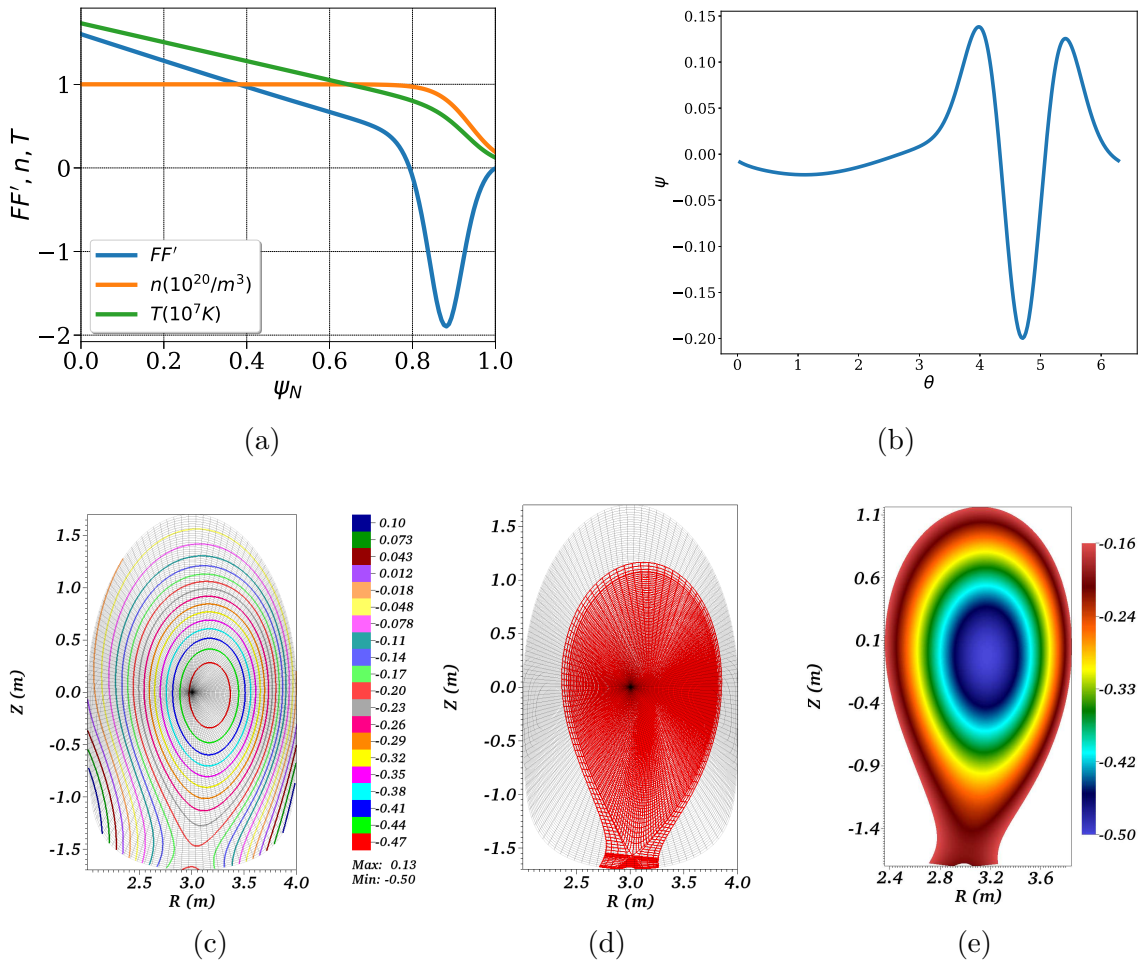 FF′, n, T
1
0
−1
−2
FF′
n(10²⁰/m³)
T(10⁷K)
0.0 0.2 0.4 0.6 0.8 1.0
ψ_N
(a)
ψ
0.15
0.10
0.05
0.00
−0.05
−0.10
−0.15
−0.20
0 1 2 3 4 5 6
θ
(b)
Z (m)
1.5
1.0
0.5
0.0
-0.5
-1.0
-1.5
2.5 3.0 3.5 4.0
R (m)
0.10
0.073
0.043
0.012
-0.018
-0.048
-0.078
-0.11
-0.14
-0.17
-0.20
-0.23
-0.26
-0.29
-0.32
-0.35
-0.38
-0.41
-0.44
-0.47
Max: 0.13
Min: -0.50
(c)
Z (m)
1.5
1.0
0.5
0.0
-0.5
-1.0
-1.5
2.5 3.0 3.5 4.0
R (m)
(d)
Z (m)
1.1
0.6
0.1
-0.4
-0.9
-1.4
2.4 2.8 3.2 3.6
R (m)
-0.16
-0.24
-0.33
-0.42
-0.50
(e)